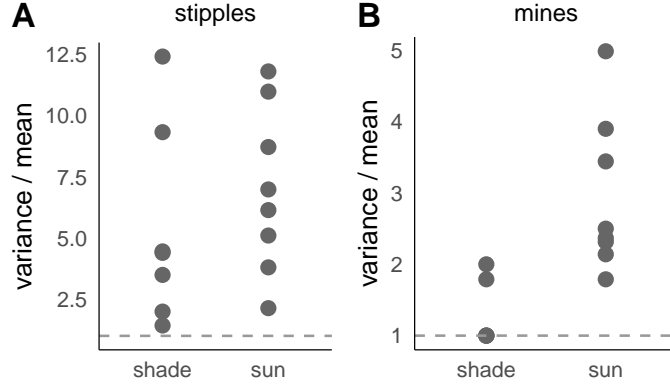 A
stipples
variance / mean
12.5
10.0
7.5
5.0
2.5
shade
sun
B
mines
variance / mean
5
4
3
2
1
shade
sun